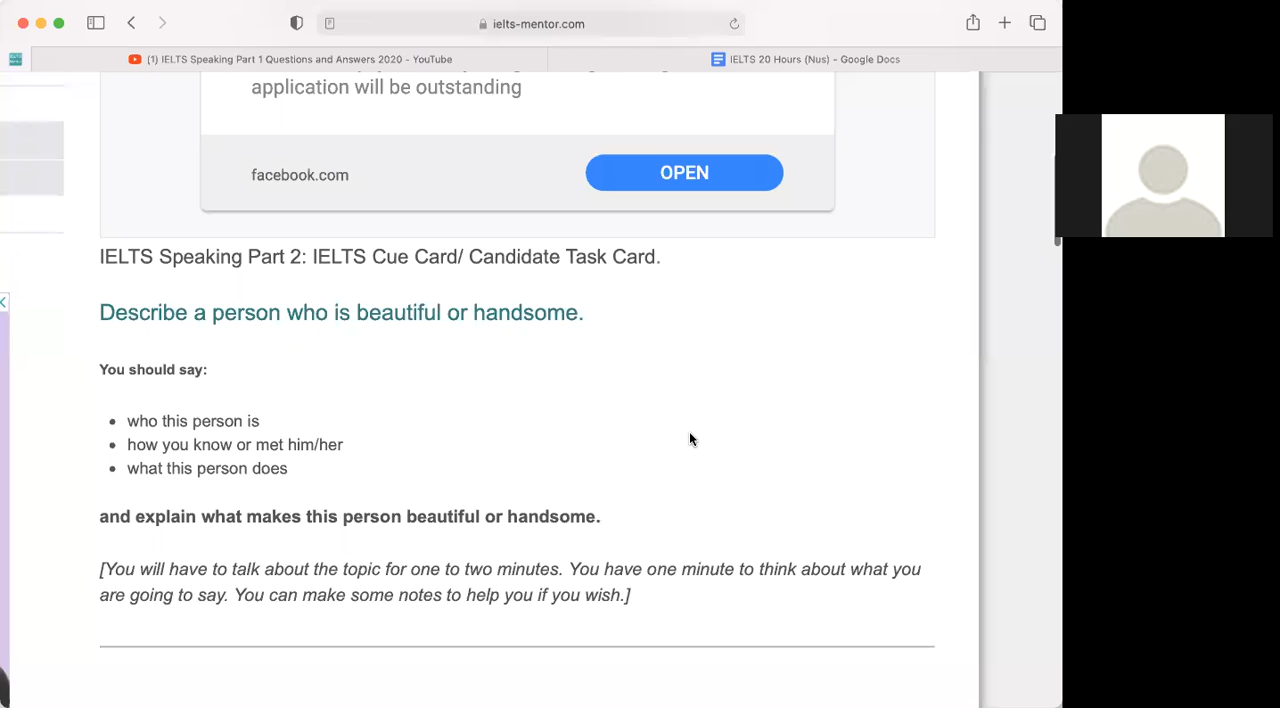 ielts-mentor.com
(1) IELTS Speaking Part 1 Questions and Answers 2020 - YouTube
IELTS 20 Hours (Nus) - Google Docs
application will be outstanding
facebook.com
OPEN
IELTS Speaking Part 2: IELTS Cue Card/ Candidate Task Card.
Describe a person who is beautiful or handsome.
You should say:
• who this person is
• how you know or met him/her
• what this person does
and explain what makes this person beautiful or handsome.
[You will have to talk about the topic for one to two minutes. You have one minute to think about what you
are going to say. You can make some notes to help you if you wish.]